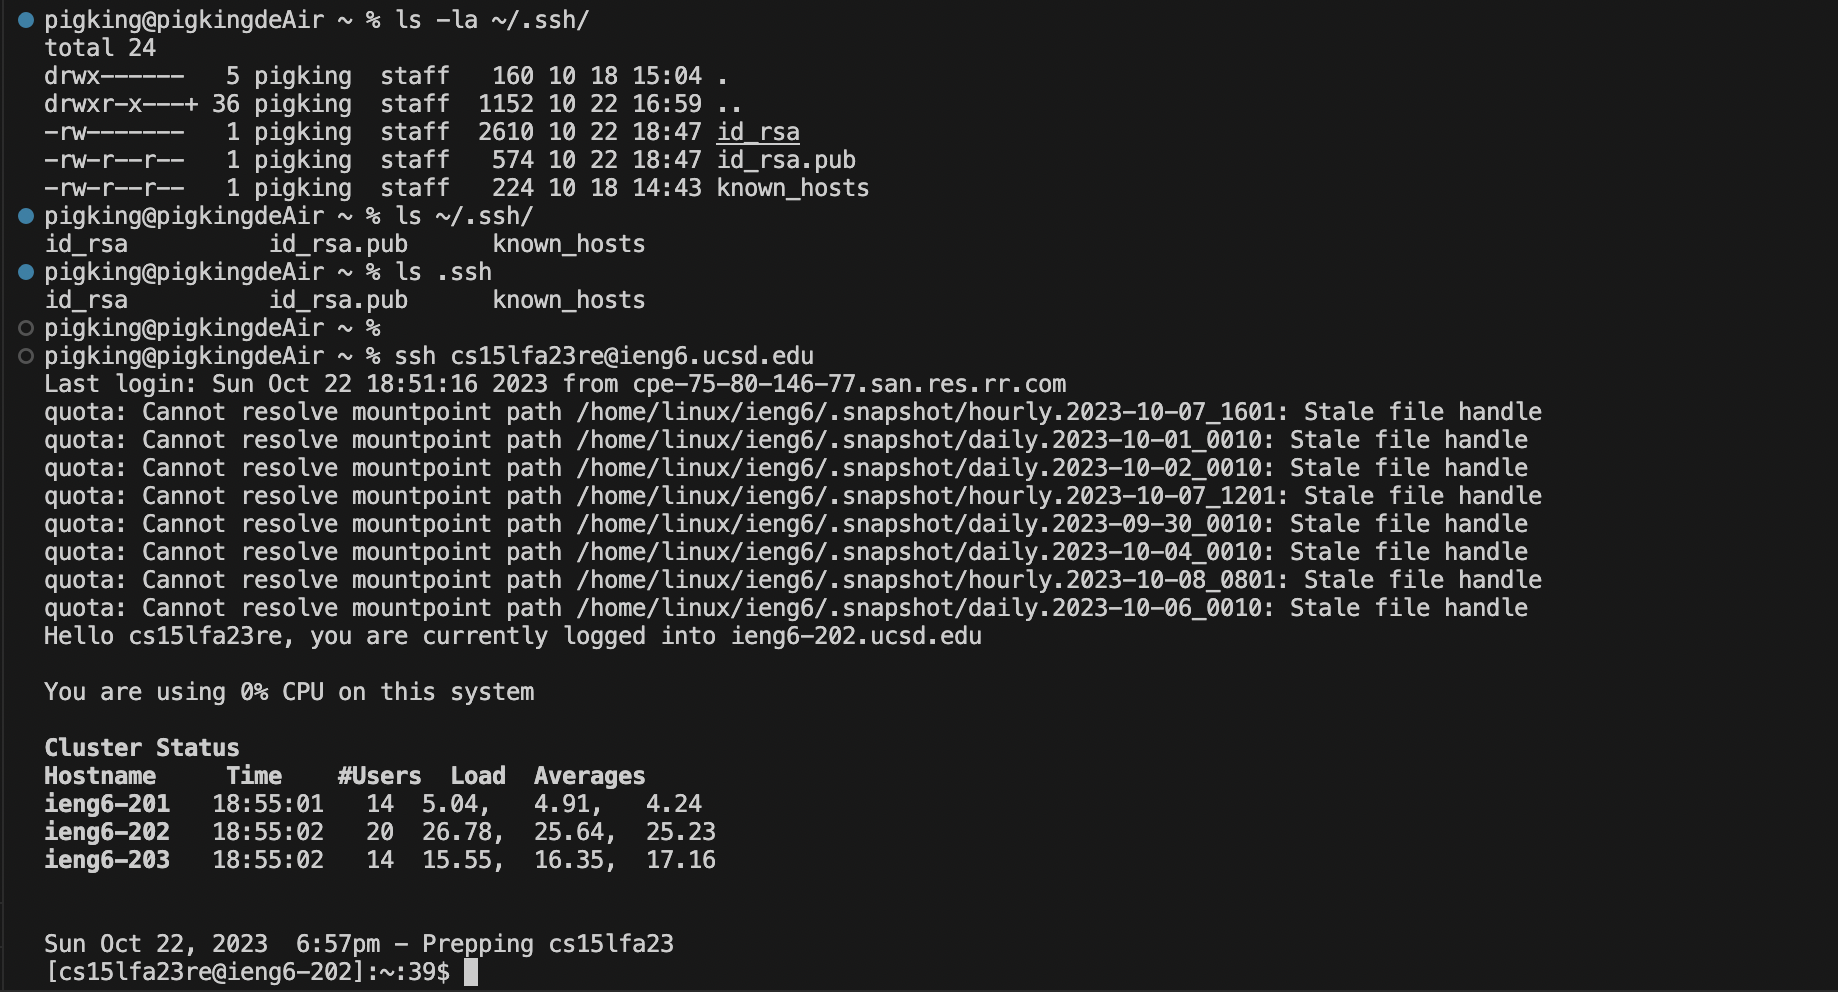 pigking@pigkingdeAir ~ % ls -la ~/.ssh/
total 24
drwx------   5 pigking  staff   160 10 18 15:04 .
drwxr-x---+ 36 pigking  staff  1152 10 22 16:59 ..
-rw-------   1 pigking  staff  2610 10 22 18:47 id_rsa
-rw-r--r--   1 pigking  staff   574 10 22 18:47 id_rsa.pub
-rw-r--r--   1 pigking  staff   224 10 18 14:43 known_hosts
pigking@pigkingdeAir ~ % ls ~/.ssh/
id_rsa          id_rsa.pub      known_hosts
pigking@pigkingdeAir ~ % ls .ssh
id_rsa          id_rsa.pub      known_hosts
pigking@pigkingdeAir ~ %
pigking@pigkingdeAir ~ % ssh cs15lfa23re@ieng6.ucsd.edu
Last login: Sun Oct 22 18:51:16 2023 from cpe-75-80-146-77.san.res.rr.com
quota: Cannot resolve mountpoint path /home/linux/ieng6/.snapshot/hourly.2023-10-07_1601: Stale file handle
quota: Cannot resolve mountpoint path /home/linux/ieng6/.snapshot/daily.2023-10-01_0010: Stale file handle
quota: Cannot resolve mountpoint path /home/linux/ieng6/.snapshot/daily.2023-10-02_0010: Stale file handle
quota: Cannot resolve mountpoint path /home/linux/ieng6/.snapshot/hourly.2023-10-07_1201: Stale file handle
quota: Cannot resolve mountpoint path /home/linux/ieng6/.snapshot/daily.2023-09-30_0010: Stale file handle
quota: Cannot resolve mountpoint path /home/linux/ieng6/.snapshot/daily.2023-10-04_0010: Stale file handle
quota: Cannot resolve mountpoint path /home/linux/ieng6/.snapshot/hourly.2023-10-08_0801: Stale file handle
quota: Cannot resolve mountpoint path /home/linux/ieng6/.snapshot/daily.2023-10-06_0010: Stale file handle
Hello cs15lfa23re, you are currently logged into ieng6-202.ucsd.edu
You are using 0% CPU on this system
Cluster Status
Hostname     Time    #Users  Load  Averages
ieng6-201   18:55:01   14  5.04,   4.91,   4.24
ieng6-202   18:55:02   20  26.78,  25.64,  25.23
ieng6-203   18:55:02   14  15.55,  16.35,  17.16
Sun Oct 22, 2023  6:57pm - Prepping cs15lfa23
[cs15lfa23re@ieng6-202]:~:39$